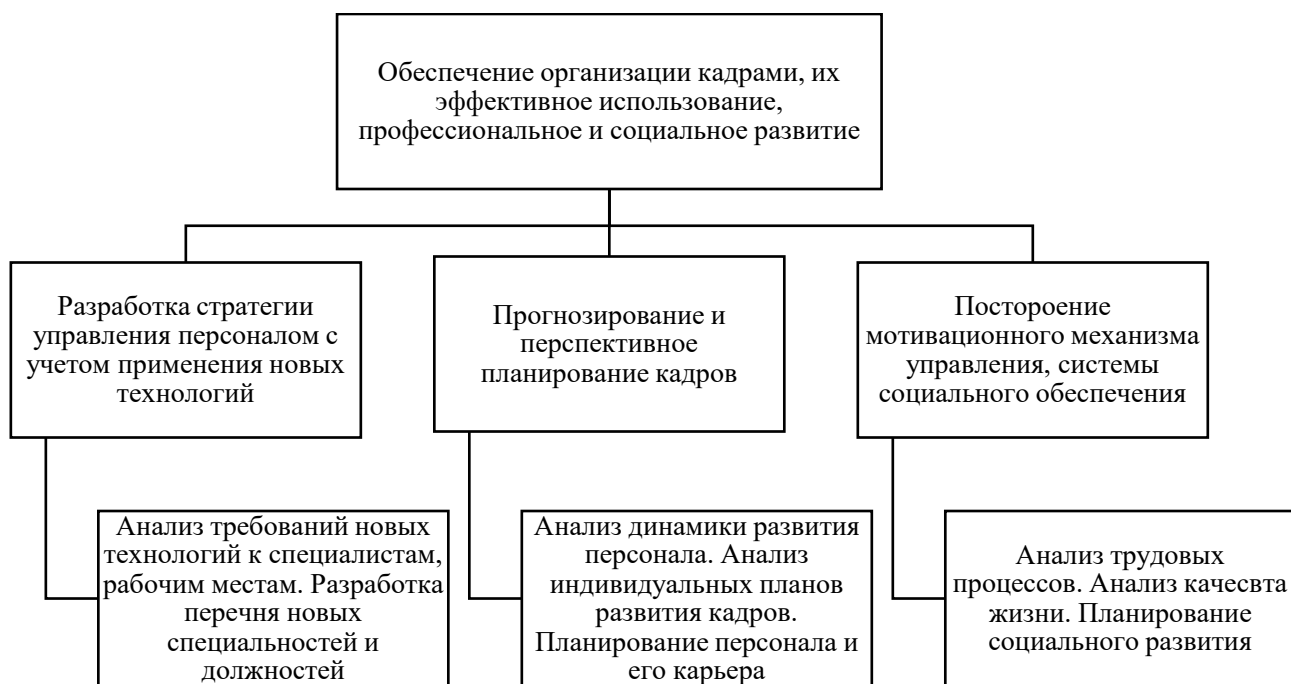 Обеспечение организации кадрами, их
эффективное использование,
профессиональное и социальное развитие
Разработка стратегии
управления персоналом с
учетом применения новых
технологий
Прогнозирование и
перспективное
планирование кадров
Постороение
мотивационного механизма
управления, системы
социального обеспечения
Анализ требований новых
технологий к специалистам,
рабочим местам. Разработка
перечня новых
специальностей и
должностей
Анализ динамики развития
персонала. Анализ
индивидуальных планов
развития кадров.
Планирование персонала и
его карьера
Анализ трудовых
процессов. Анализ качесвта
жизни. Планирование
социального развития